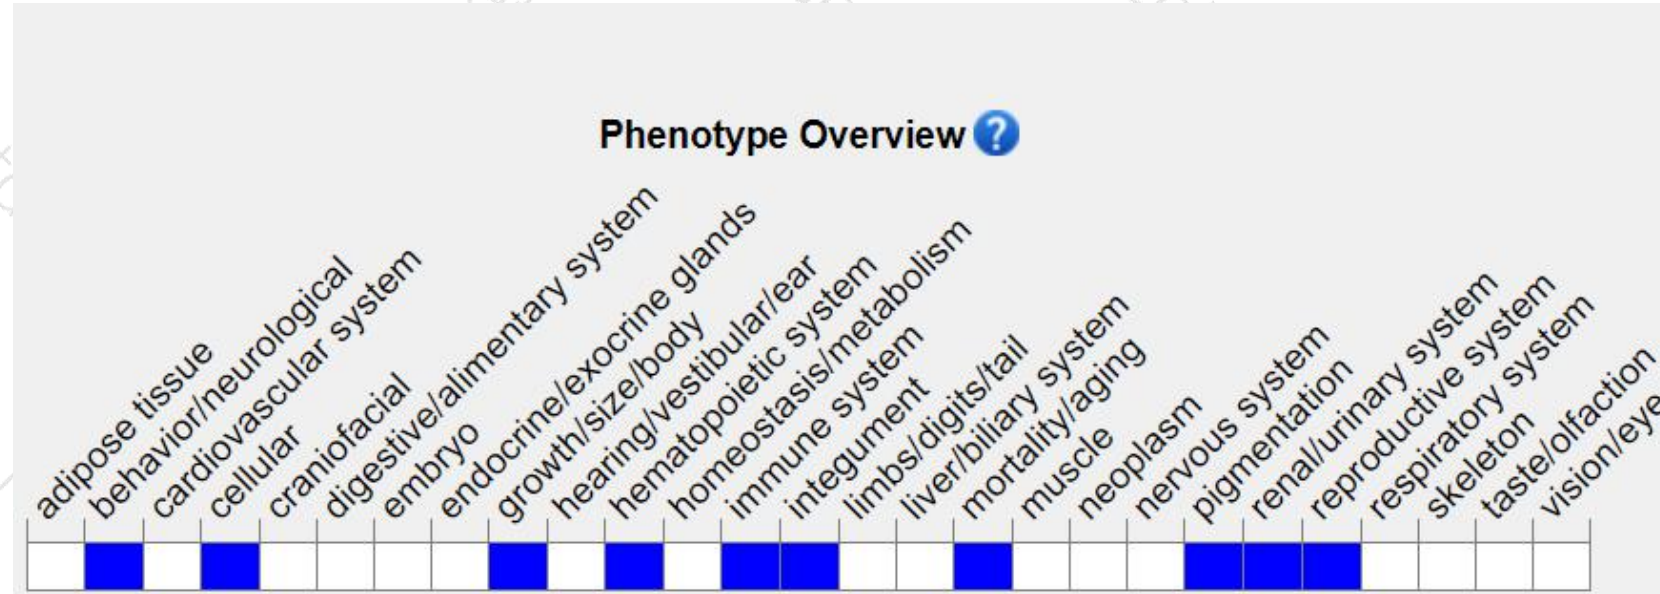 Phenotype Overview ?
adipose tissue
behavior/neurological
cardiovascular system
cellular
craniofacial
digestive/alimentary system
embryo
endocrine/exocrine glands
growth/size/body
hearing/vestibular/ear
hematopoietic system
homeostasis/metabolism
immune system
integument
limbs/digits/tail
liver/biliary system
mortality/aging
muscle
neoplasm
nervous system
pigmentation
renal/urinary system
reproductive system
respiratory system
skeleton
taste/olfaction
vision/eye